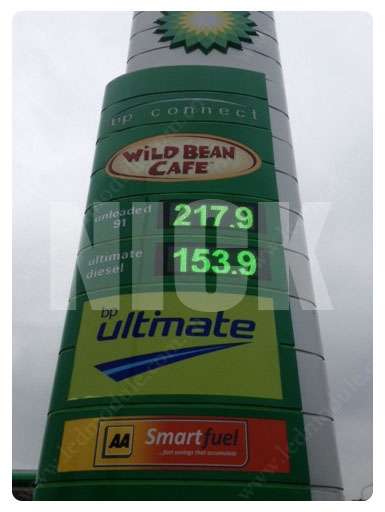 bp connect
WiLD BEAN
CAFE
unleaded
91
217.9
ultimate
diesel
153.9
NICK
bp
ultimate
AA
Smartfuel
...fuel savings that accumulate